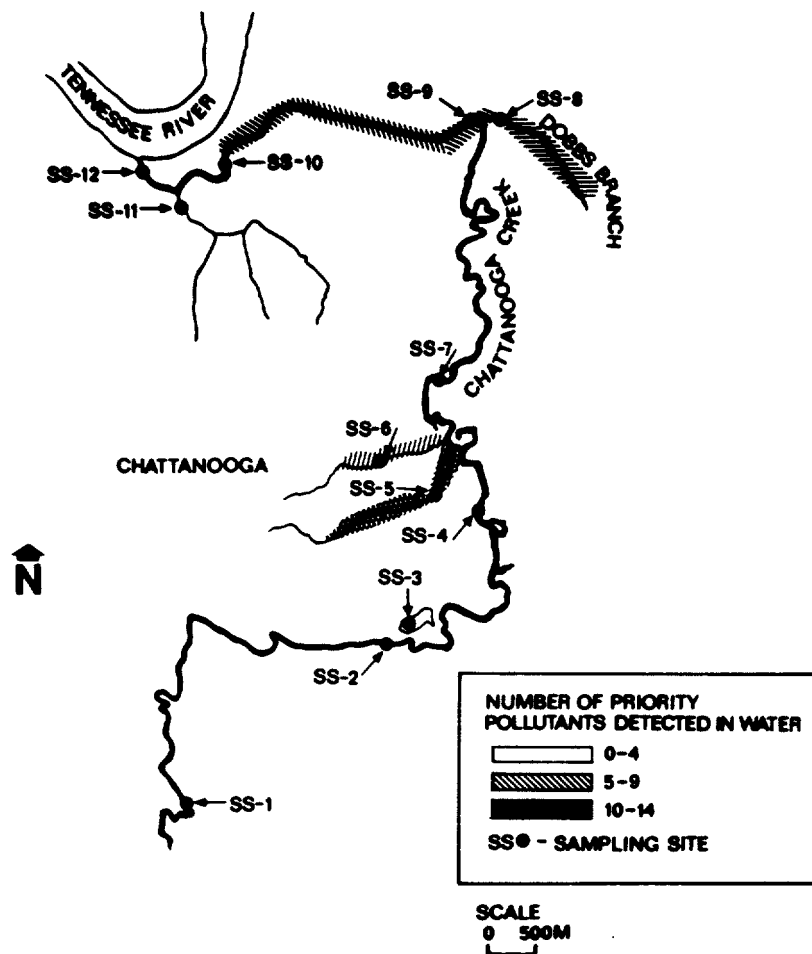 TENNESSEE RIVER
SS-9
SS-8
DOBBS BRANCH
SS-12
SS-10
SS-11
CHATTANOOGA CREEK
SS-7
SS-6
CHATTANOOGA
SS-5
SS-4
N
SS-3
SS-2
SS-1
NUMBER OF PRIORITY
POLLUTANTS DETECTED IN WATER
0-4
5-9
10-14
SS - SAMPLING SITE
SCALE
0 500M